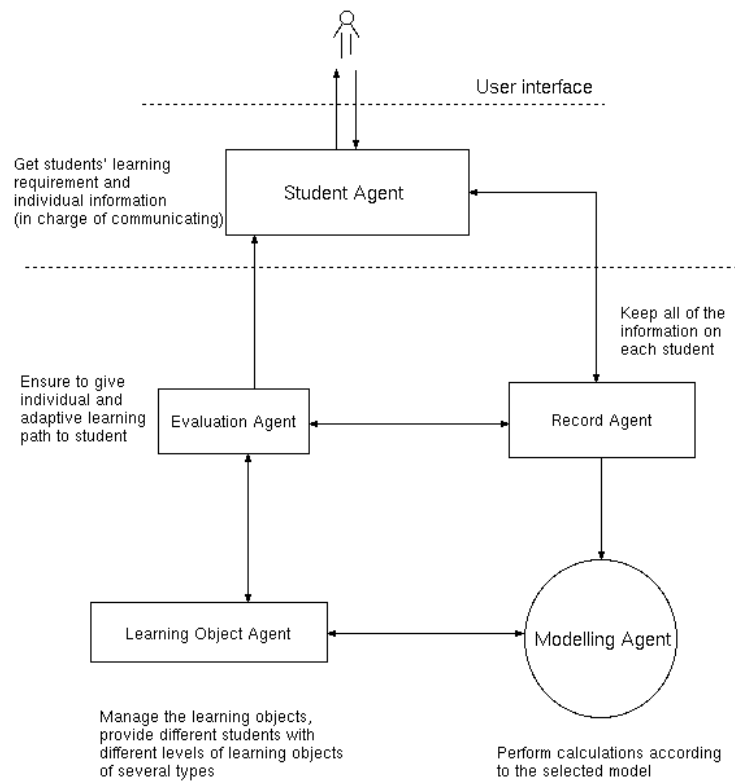 User interface
Get students' learning
requirement and
individual information
(in charge of communicating)
Student Agent
Keep all of the
information on
each student
Ensure to give
individual and
adaptive learning
path to student
Evaluation Agent
Record Agent
Learning Object Agent
Modelling Agent
Manage the learning objects,
provide different students with
different levels of learning objects
of several types
Perform calculations according
to the selected model